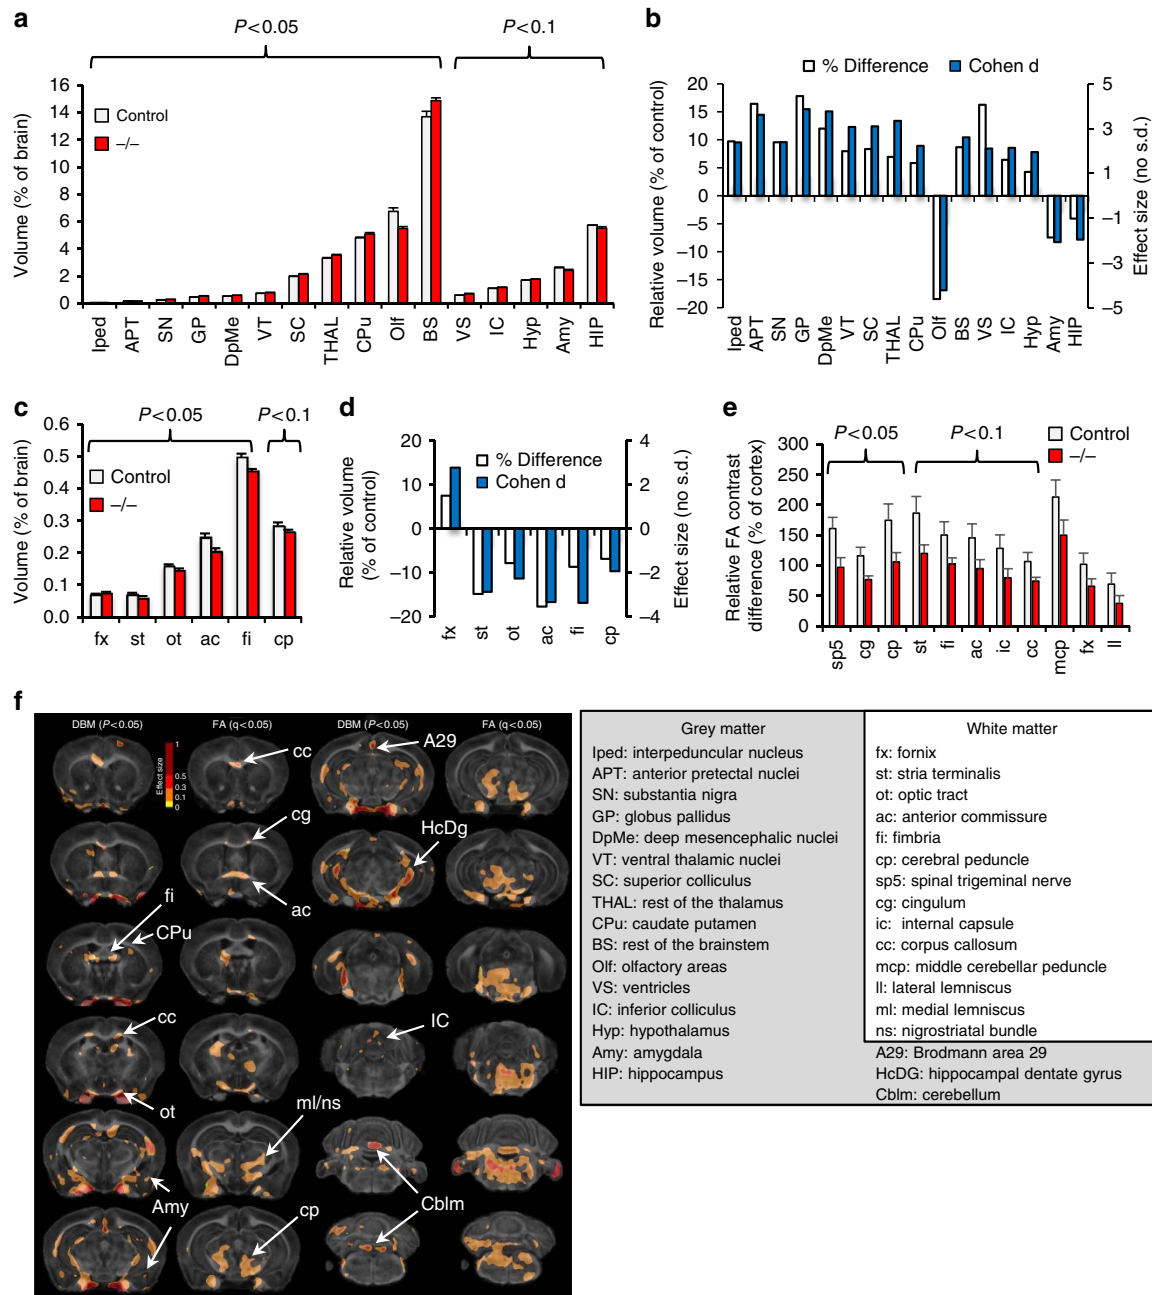 a
P<0.05
P<0.1
Volume (% of brain)
16
14
12
10
8
6
4
2
0
Control
–/–
Iped
APT
SN
GP
DpMe
VT
SC
THAL
CPu
Olf
BS
VS
IC
Hyp
Amy
HIP
b
% Difference
Cohen d
Relative volume (% of control)
20
15
10
5
0
−5
−10
−15
−20
5
3
1
−1
−3
−5
Effect size (no s.d.)
Iped
APT
SN
GP
DpMe
VT
SC
THAL
CPu
Olf
BS
VS
IC
Hyp
Amy
HIP
c
P<0.05
P<0.1
Volume (% of brain)
0.6
0.5
0.4
0.3
0.2
0.1
0.0
Control
–/–
fx
st
ot
ac
fi
cp
d
Relative volume
(% of control)
20
10
0
−10
−20
% Difference
Cohen d
4
2
0
−2
−4
Effect size (no s.d.)
fx
st
ot
ac
fi
cp
e
P<0.05
P<0.1
Control
–/–
Relative FA contrast
difference (% of cortex)
300
250
200
150
100
50
0
sp5
cg
cp
st
fi
ac
ic
cc
mcp
fx
ll
f
DBM (P<0.05)
FA (q<0.05)
DBM (P<0.05)
FA (q<0.05)
Effect size
1
0.5
0.3
0.1
0
cc
A29
cg
HcDg
ac
fi
CPu
cc
IC
ot
ml/ns
Amy
Cblm
cp
Grey matter
Iped: interpeduncular nucleus
APT: anterior pretectal nuclei
SN: substantia nigra
GP: globus pallidus
DpMe: deep mesencephalic nuclei
VT: ventral thalamic nuclei
SC: superior colliculus
THAL: rest of the thalamus
CPu: caudate putamen
BS: rest of the brainstem
Olf: olfactory areas
VS: ventricles
IC: inferior colliculus
Hyp: hypothalamus
Amy: amygdala
HIP: hippocampus
White matter
fx: fornix
st: stria terminalis
ot: optic tract
ac: anterior commissure
fi: fimbria
cp: cerebral peduncle
sp5: spinal trigeminal nerve
cg: cingulum
ic: internal capsule
cc: corpus callosum
mcp: middle cerebellar peduncle
ll: lateral lemniscus
ml: medial lemniscus
ns: nigrostriatal bundle
A29: Brodmann area 29
HcDG: hippocampal dentate gyrus
Cblm: cerebellum